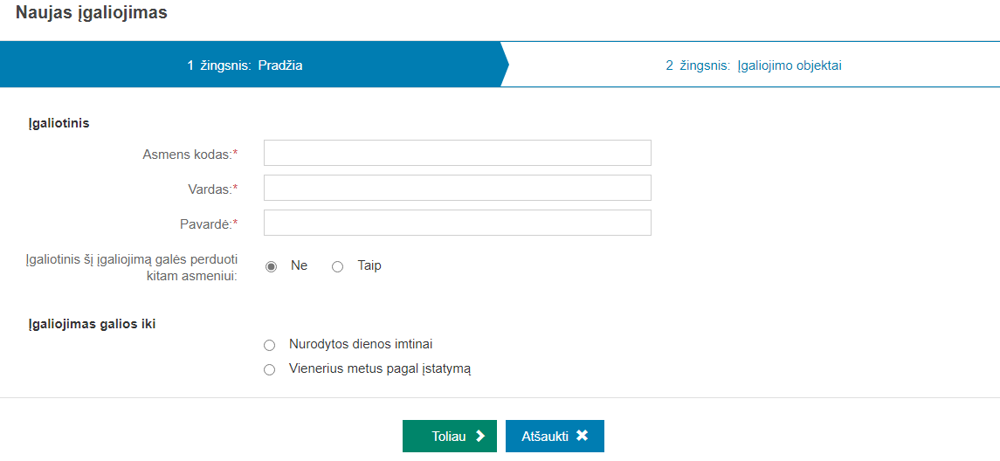 Naujas įgaliojimas
1 žingsnis: Pradžia
2 žingsnis: Įgaliojimo objektai
Įgaliotinis
Asmens kodas:*
Vardas:*
Pavardė:*
Įgaliotinis šį įgaliojimą galės perduoti
kitam asmeniui:
Ne Taip
Įgaliojimas galios iki
Nurodytos dienos imtinai
Vienerius metus pagal įstatymą
Toliau
Atšaukti